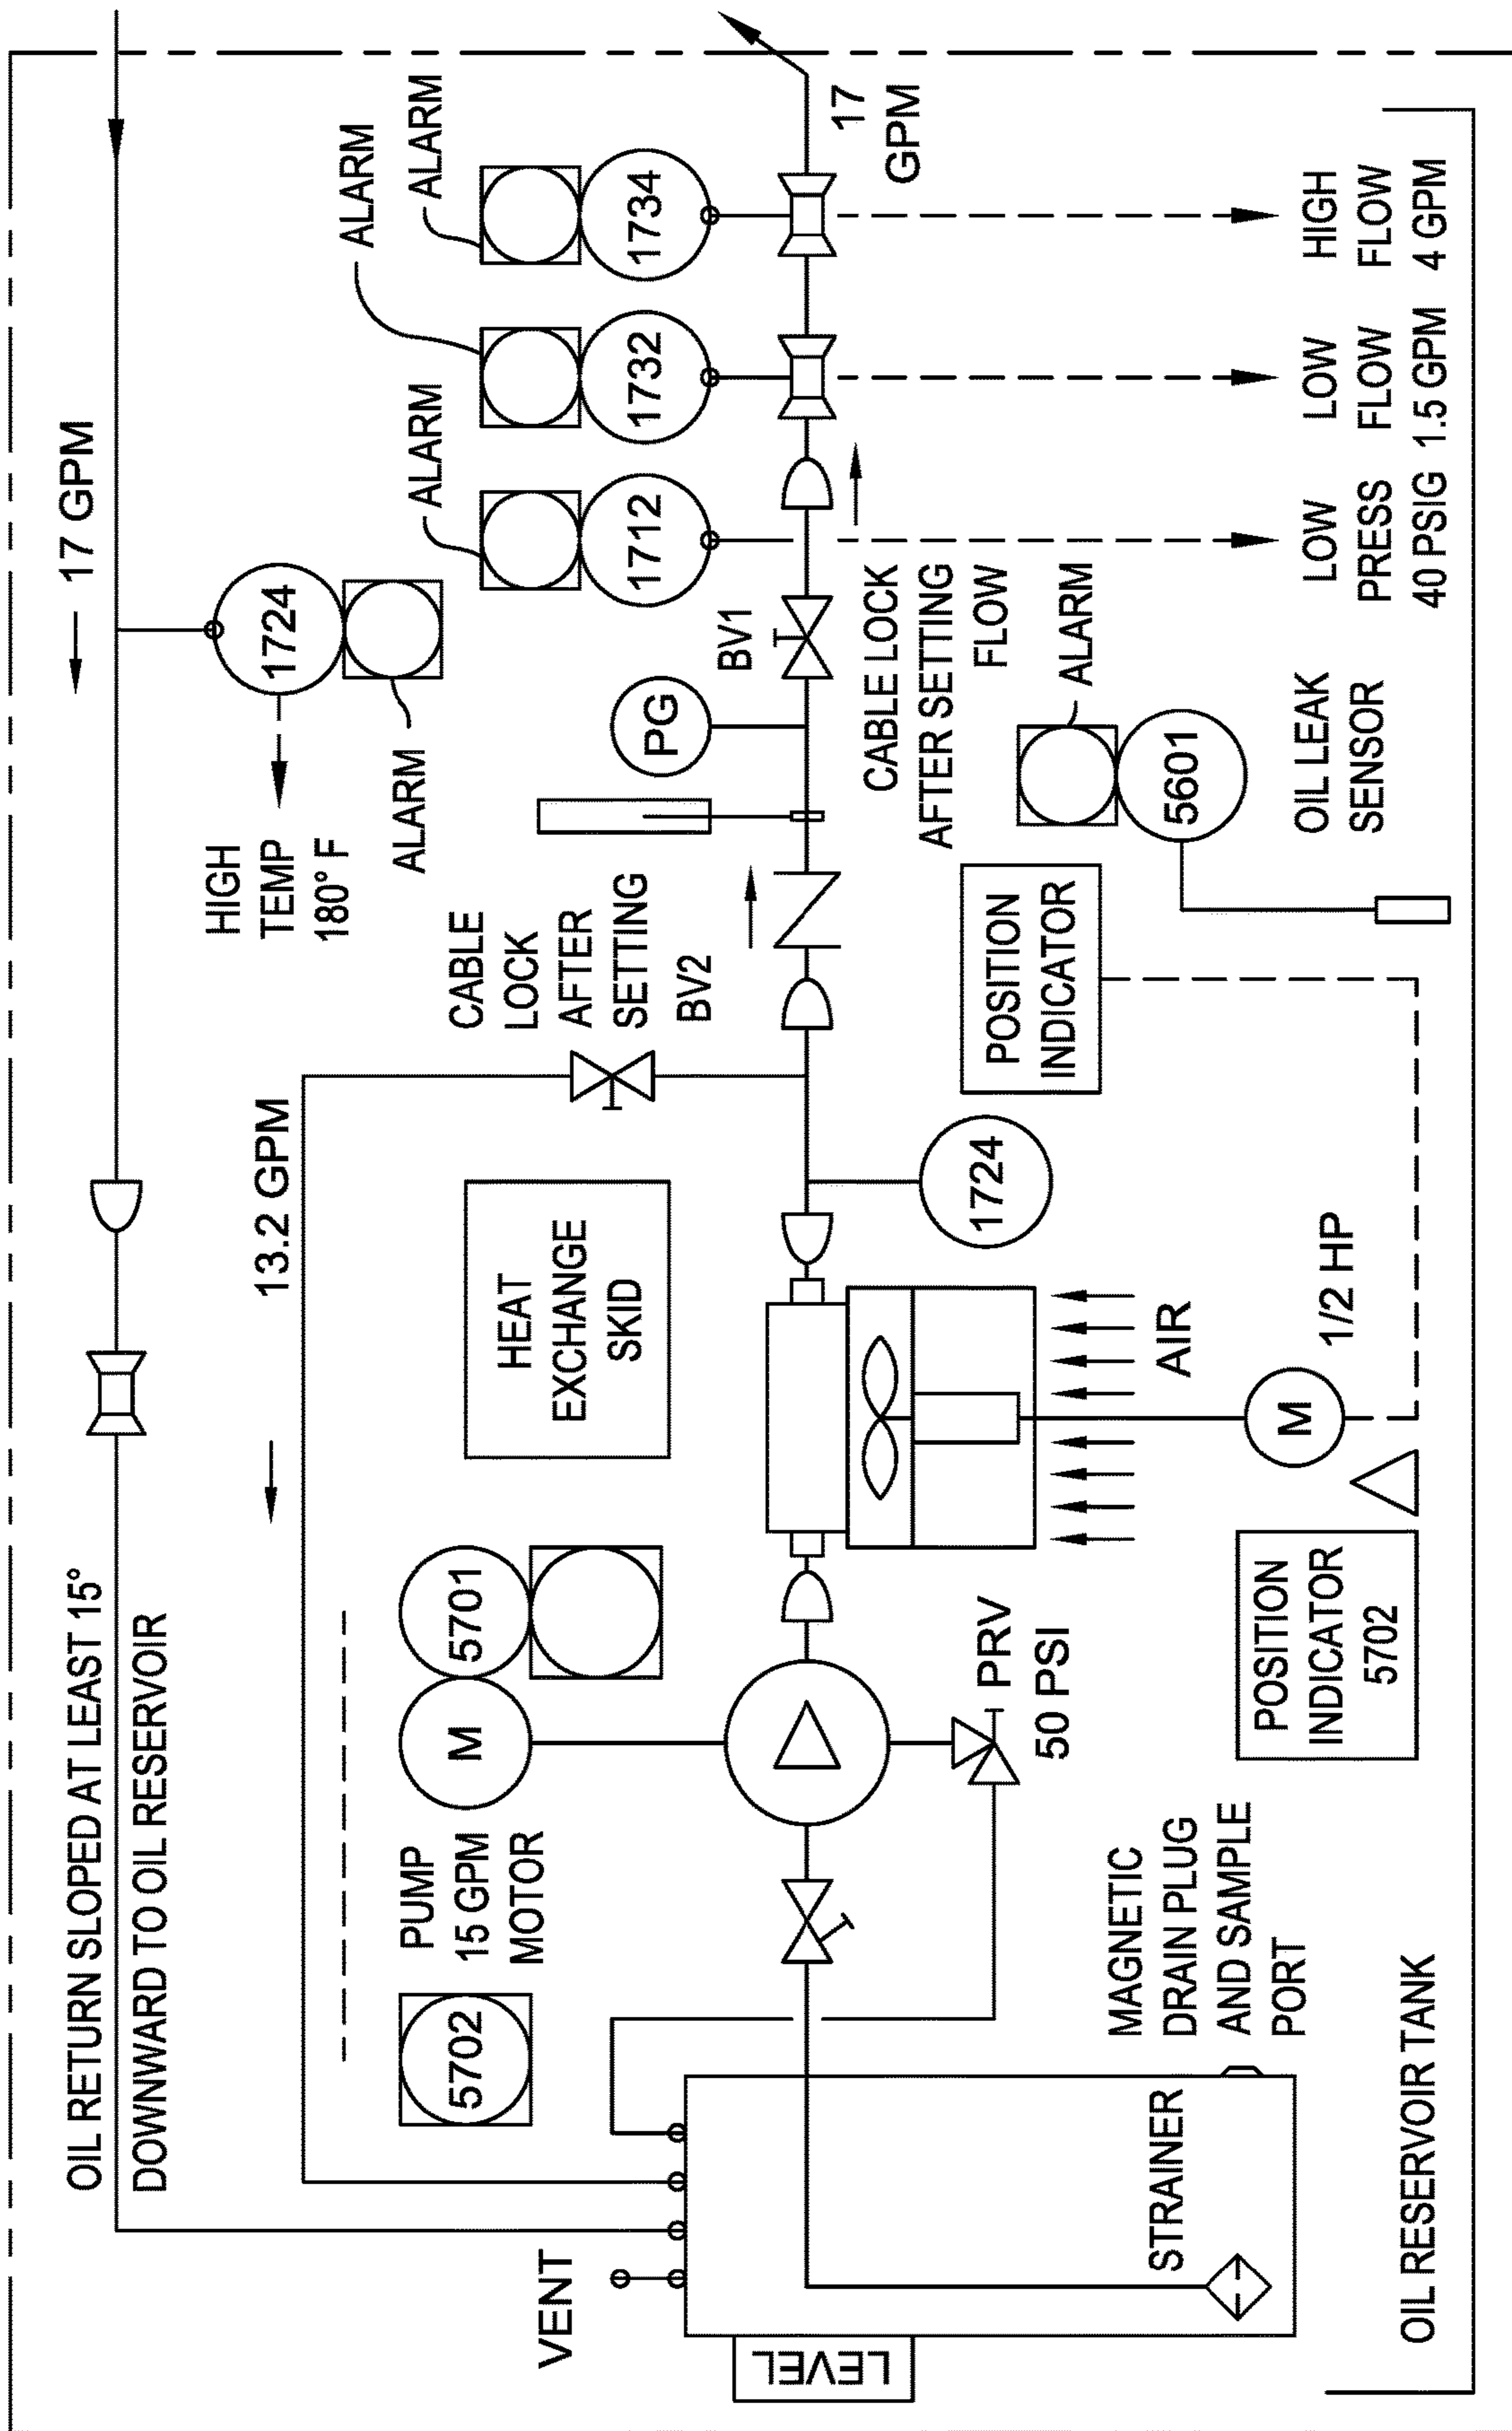 OIL RETURN SLOPED AT LEAST 15°
DOWNWARD TO OIL RESERVOIR
17 GPM
13.2 GPM
HIGH
TEMP
180° F
1724
ALARM
ALARM
ALARM
ALARM
5702
PUMP
15 GPM
MOTOR
M
5701
HEAT
EXCHANGE
SKID
CABLE
LOCK
AFTER
SETTING
BV2
PG
BV1
1712
1732
1734
17
GPM
VENT
LEVEL
CABLE LOCK
AFTER SETTING
FLOW
PRV
50 PSI
1724
POSITION
INDICATOR
ALARM
5601
OIL LEAK
SENSOR
AIR
M
1/2 HP
MAGNETIC
DRAIN PLUG
AND SAMPLE
PORT
STRAINER
POSITION
INDICATOR
5702
LOW
PRESS
40 PSIG
LOW
FLOW
1.5 GPM
HIGH
FLOW
4 GPM
OIL RESERVOIR TANK